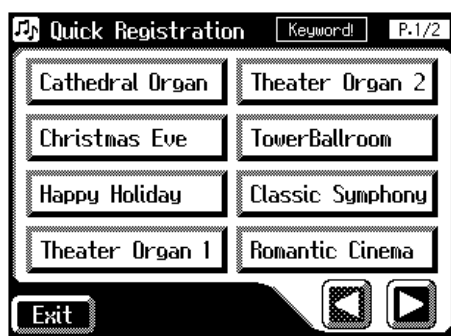 Quick Registration Keyword! P.1/2
Cathedral Organ Theater Organ 2
Christmas Eve TowerBallroom
Happy Holiday Classic Symphony
Theater Organ 1 Romantic Cinema
Exit